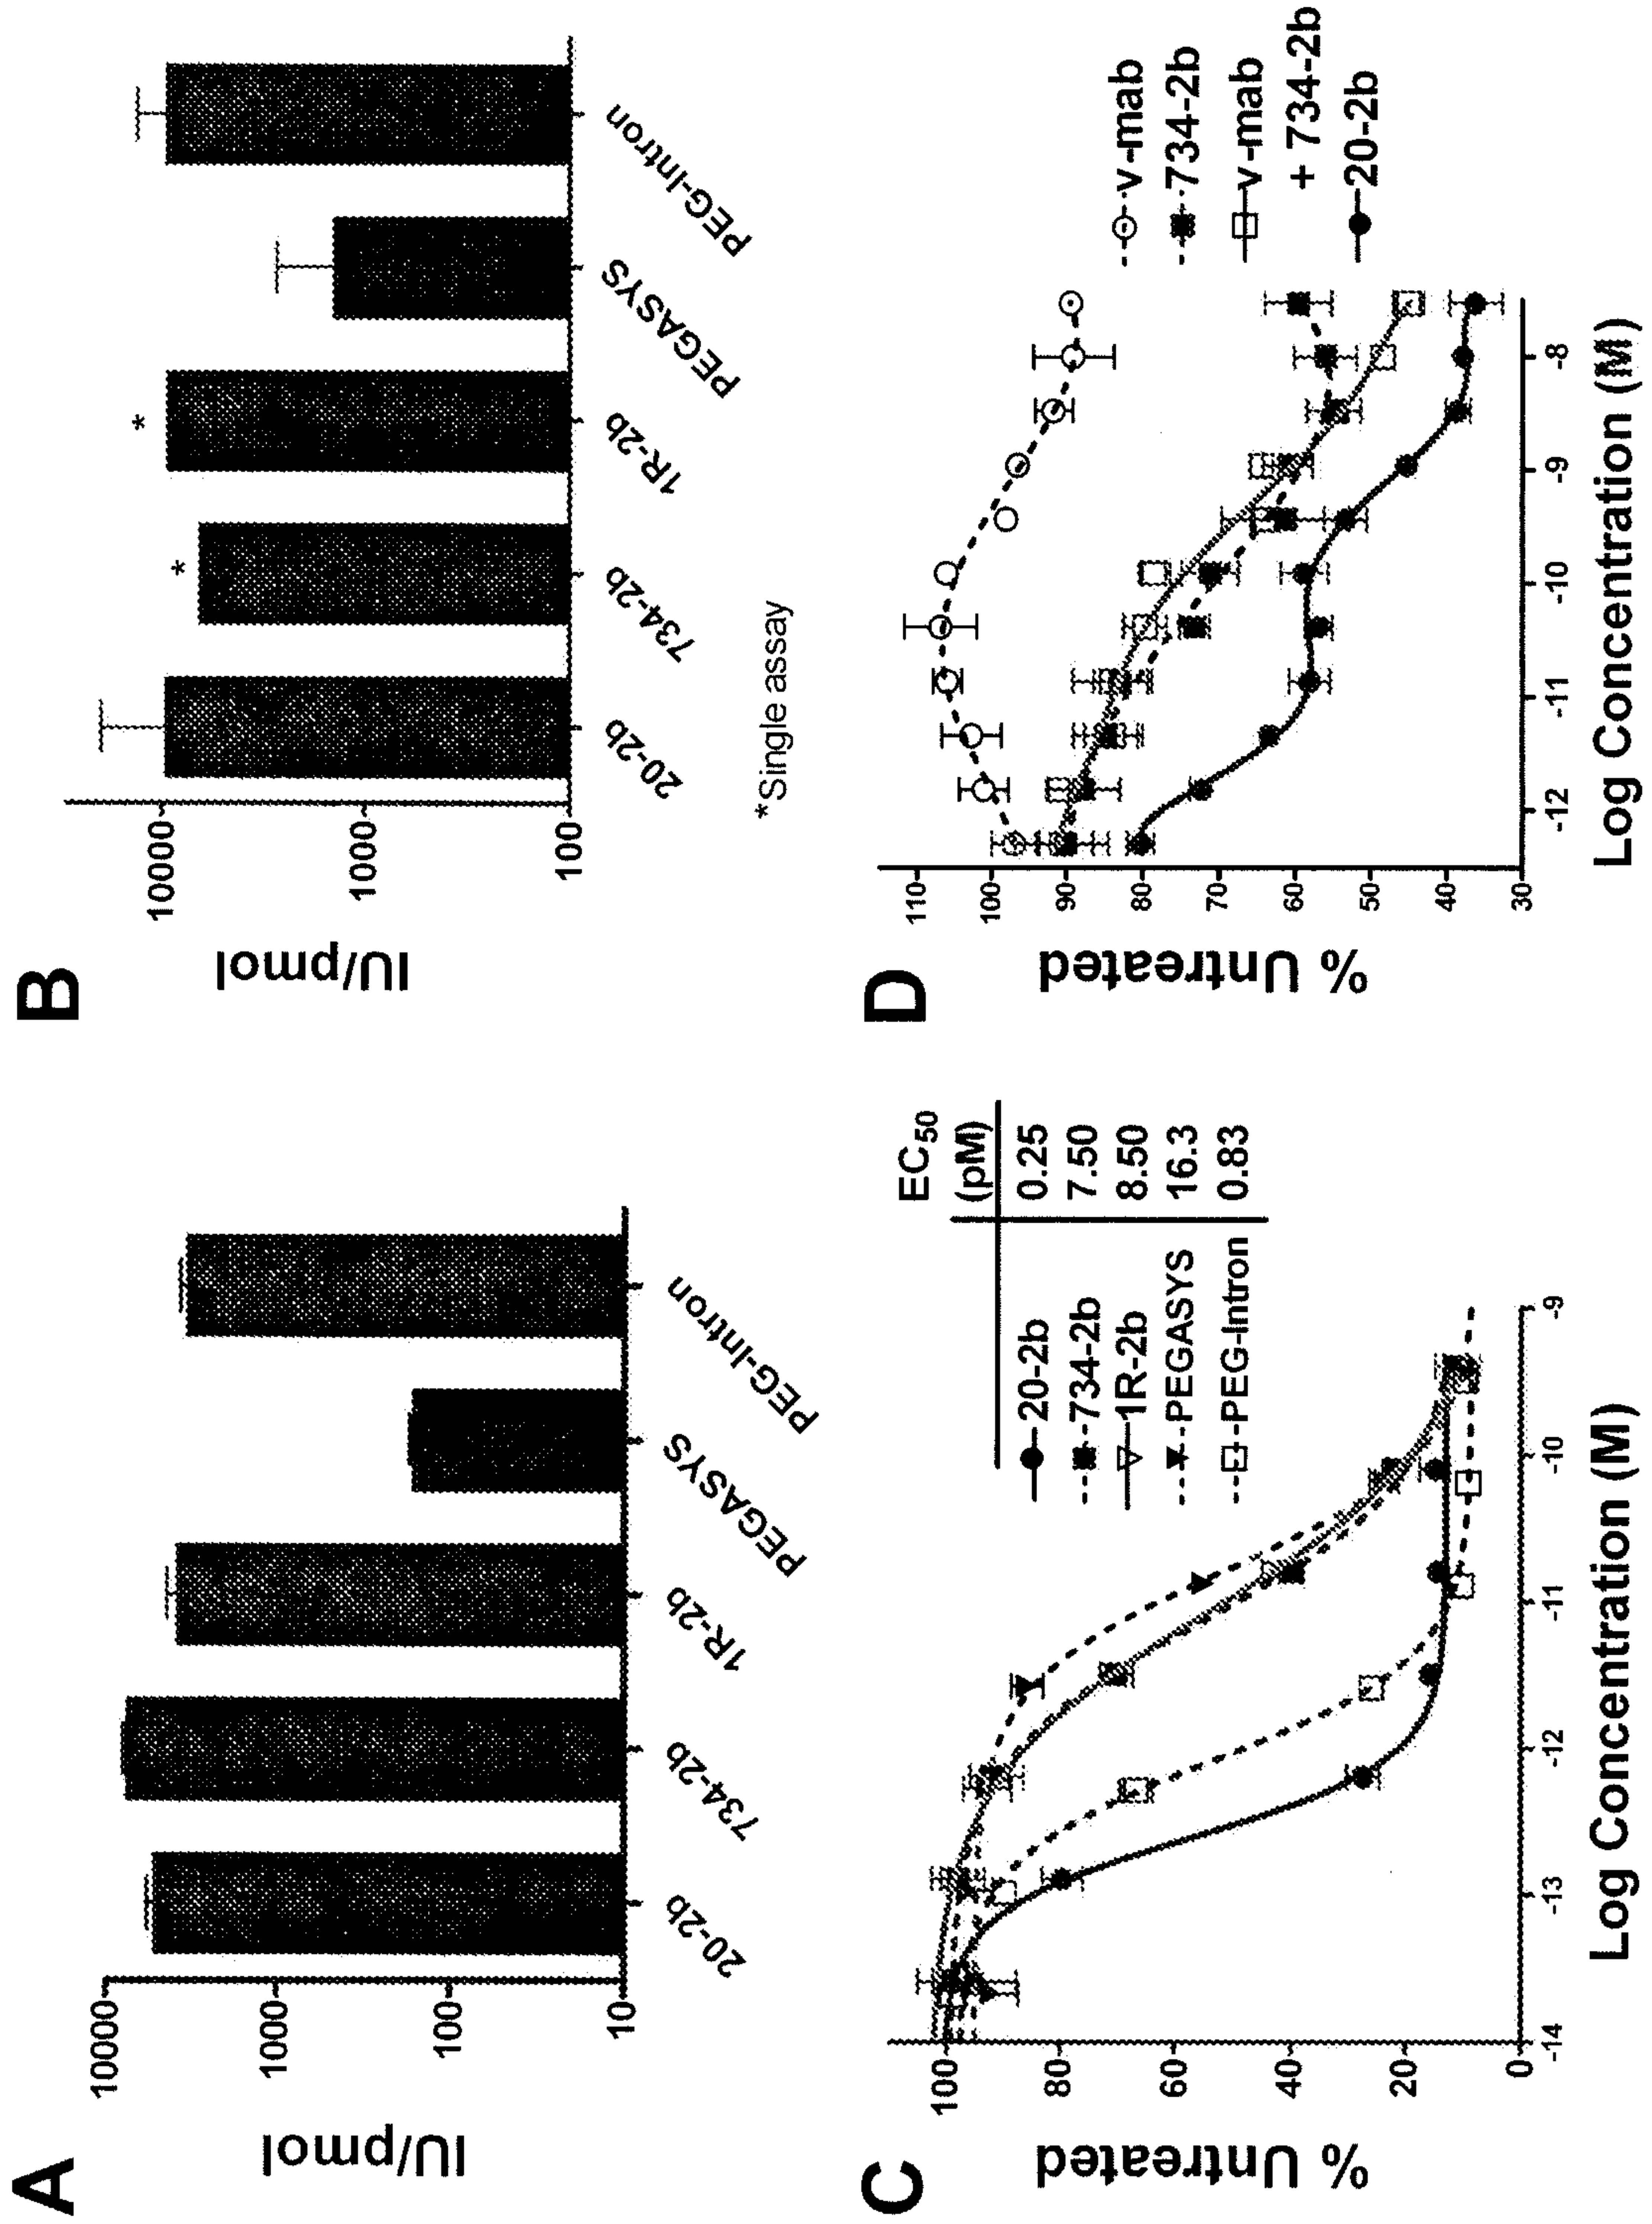 A
IU/pmol
10000
1000
100
10
20-2b
734-2b
1R-2b
PEGASYS
PEG-Intron
B
IU/pmol
10000
1000
100
*
*
20-2b
734-2b
1R-2b
PEGASYS
PEG-Intron
*Single assay
C
% Untreated
100
80
60
40
20
0
-14
-13
-12
-11
-10
-9
Log Concentration (M)
EC50
(pM)
20-2b 0.25
734-2b 7.50
1R-2b 8.50
PEGASYS 16.3
PEG-Intron 0.83
D
% Untreated
110
100
90
80
70
60
50
40
30
-12
-11
-10
-9
-8
Log Concentration (M)
v-mab
734-2b
v-mab
+ 734-2b
20-2b